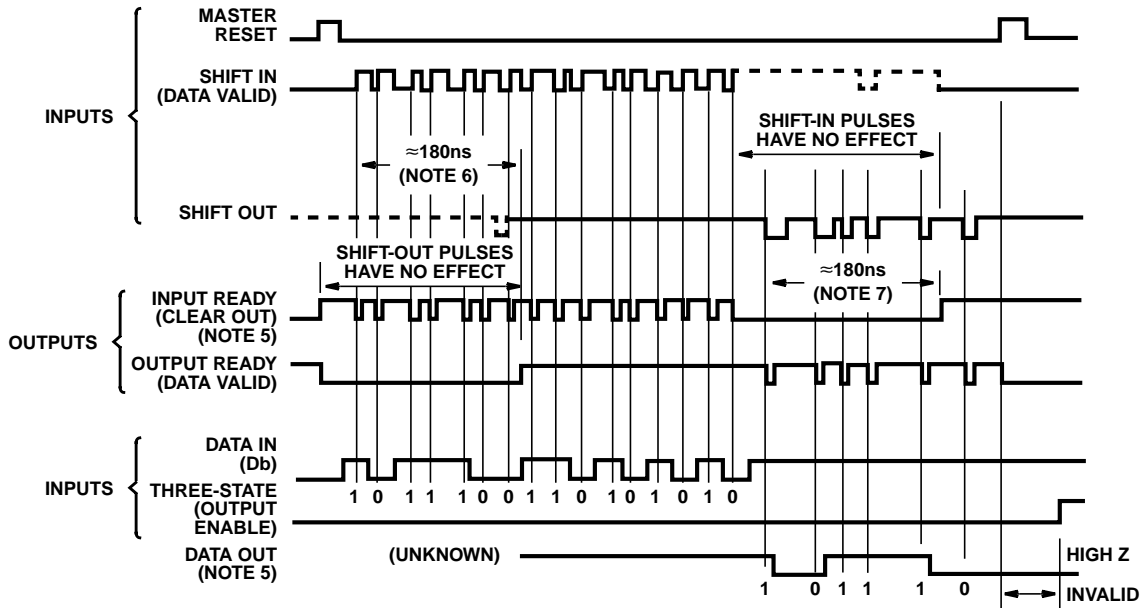 MASTER
RESET
SHIFT IN
(DATA VALID)
INPUTS
SHIFT-IN PULSES
HAVE NO EFFECT
≈180ns
(NOTE 6)
SHIFT OUT
SHIFT-OUT PULSES
HAVE NO EFFECT
≈180ns
(NOTE 7)
INPUT READY
(CLEAR OUT)
(NOTE 5)
OUTPUTS
OUTPUT READY
(DATA VALID)
DATA IN
(Db)
INPUTS
1 0 1 1 1 0 0 1 1 0 1 0 1 0 1 0
THREE-STATE
(OUTPUT
ENABLE)
DATA OUT
(NOTE 5)
(UNKNOWN)
HIGH Z
1 0 1 1 1 0
INVALID